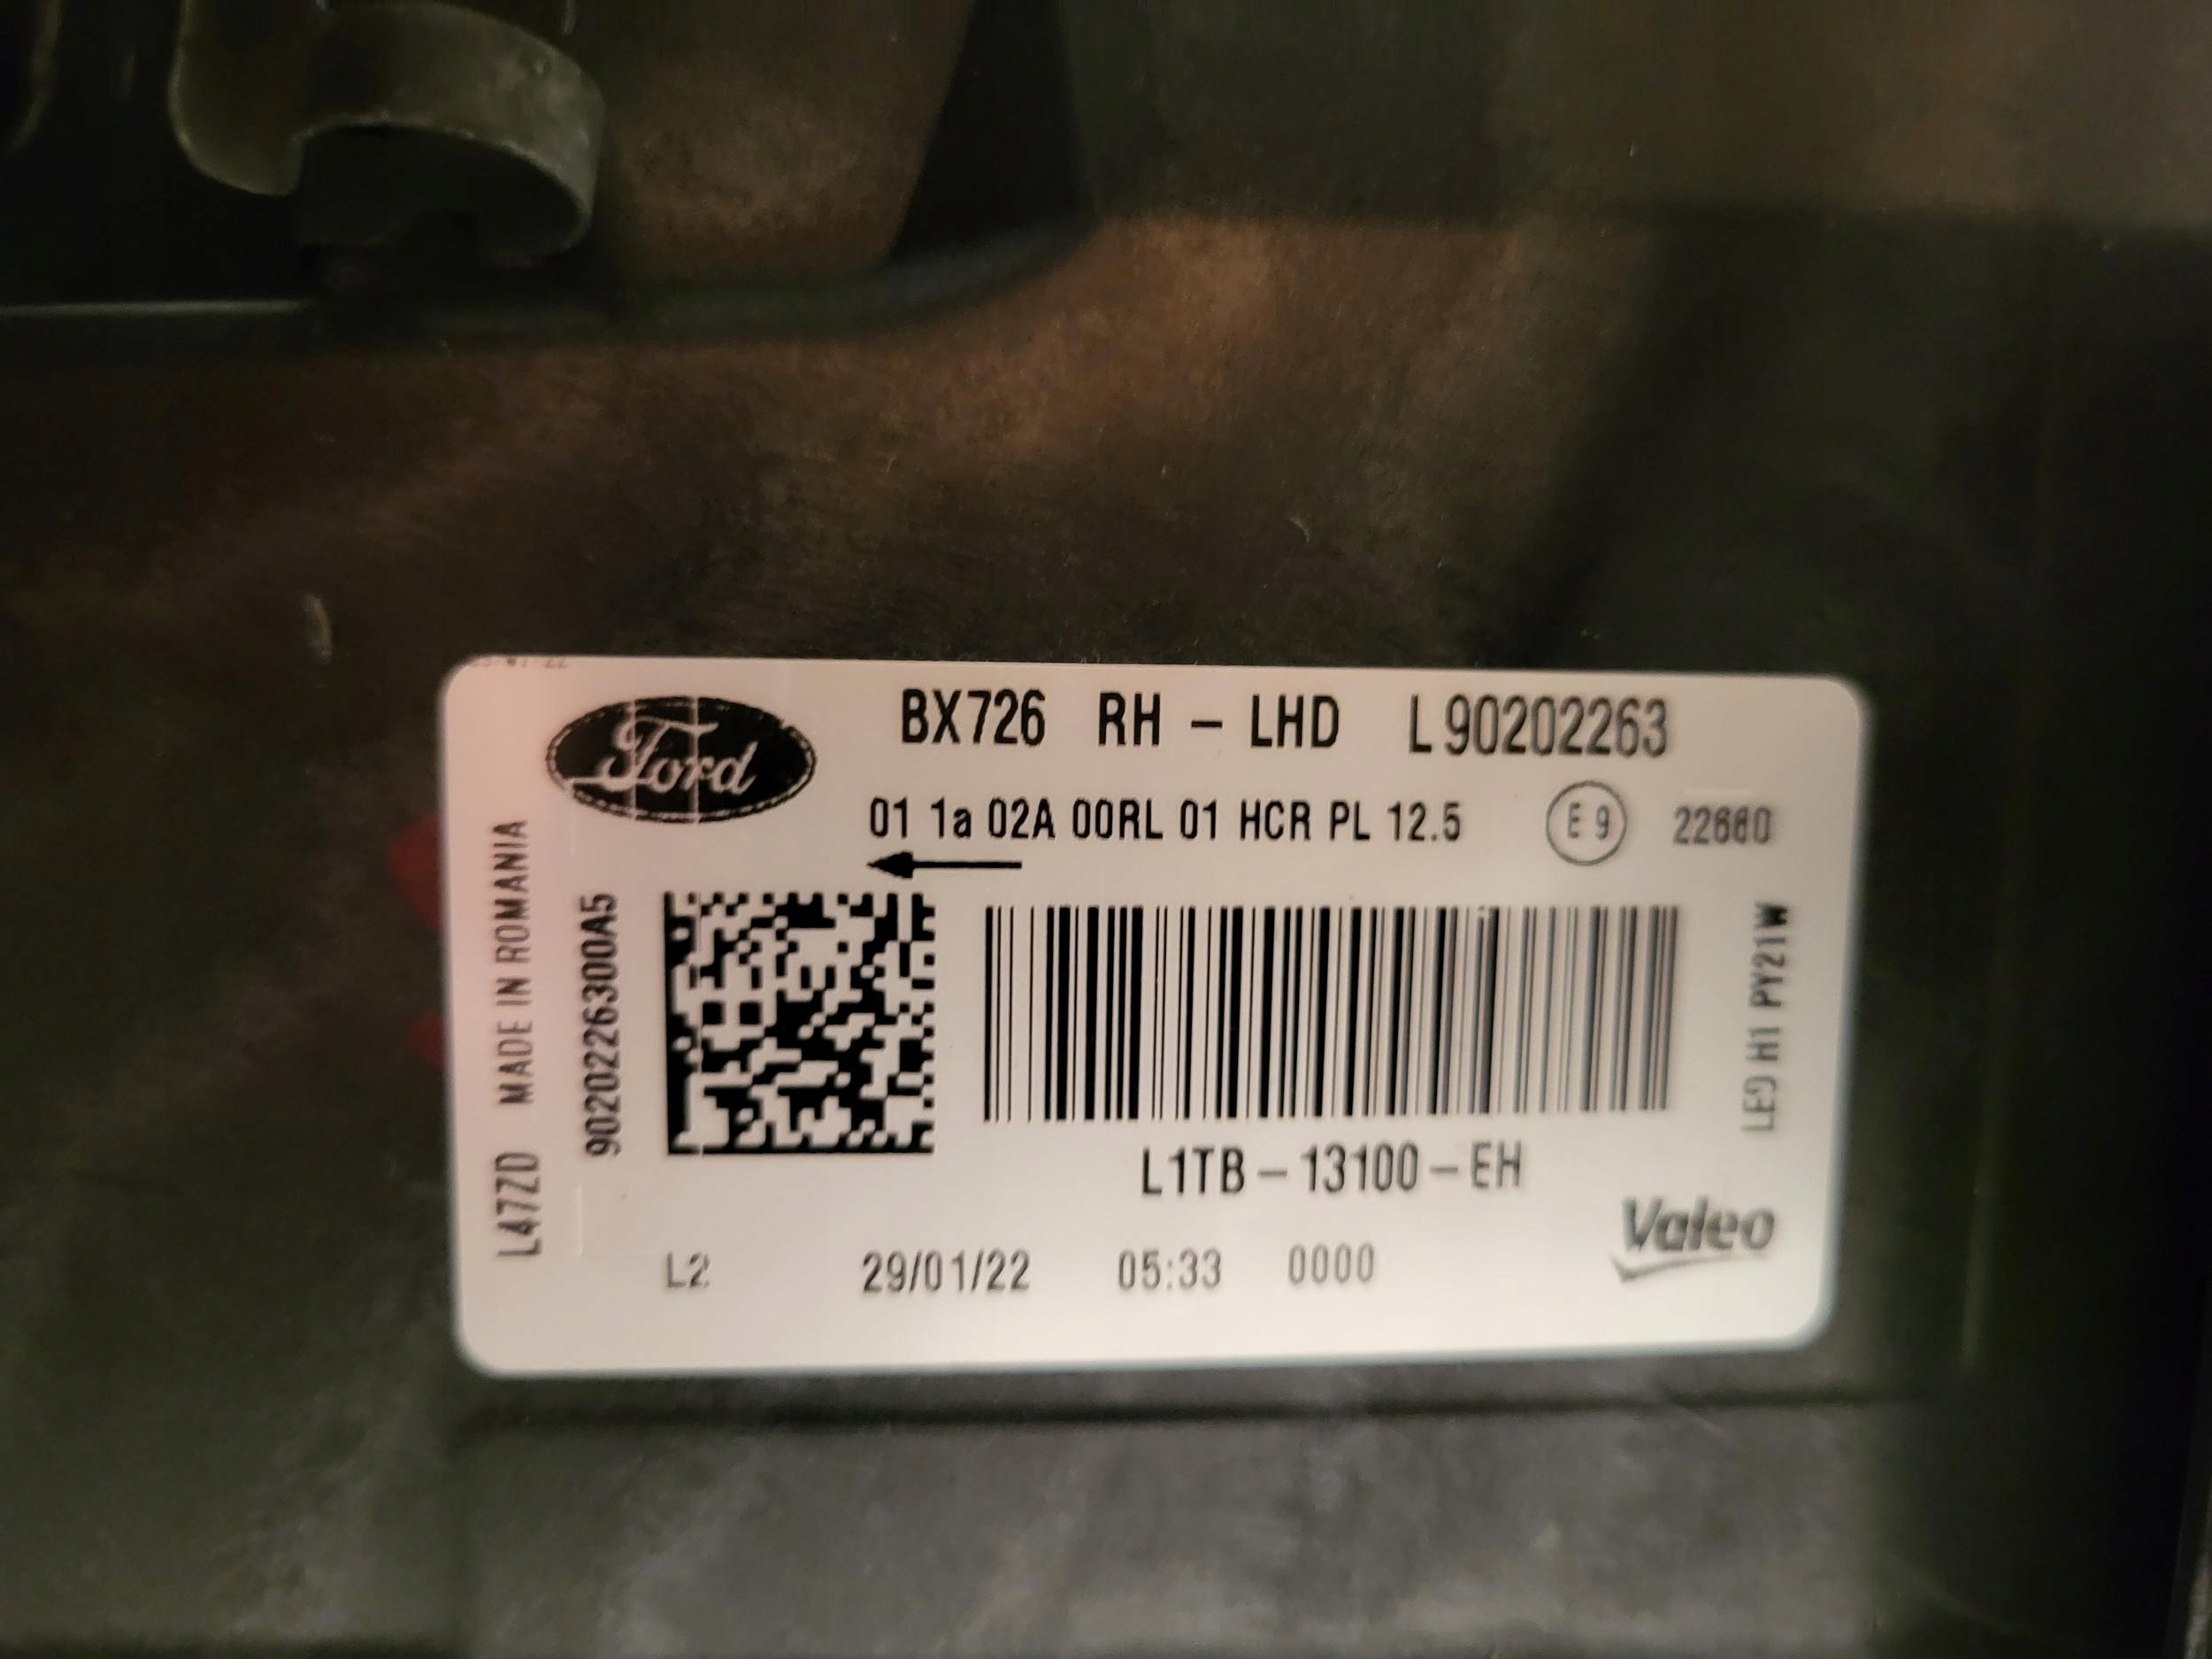 Ford
BX726 RH – LHD L90202263
01 1a 02A 00RL 01 HCR PL 12.5 E9 22660
L47ZD MADE IN ROMANIA
9020226300A5
LED H1 PY21W
L1TB – 13100 – EH
Valeo
L2 29/01/22 05:33 0000